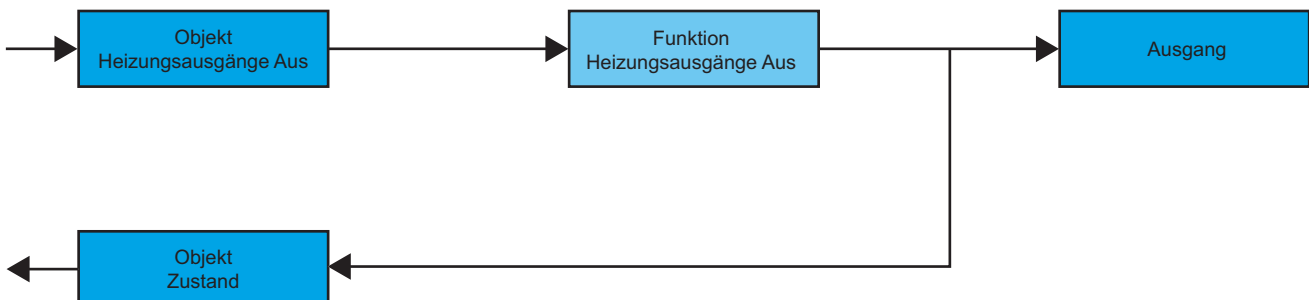 Objekt
Heizungsausgänge Aus
Funktion
Heizungsausgänge Aus
Ausgang
Objekt
Zustand